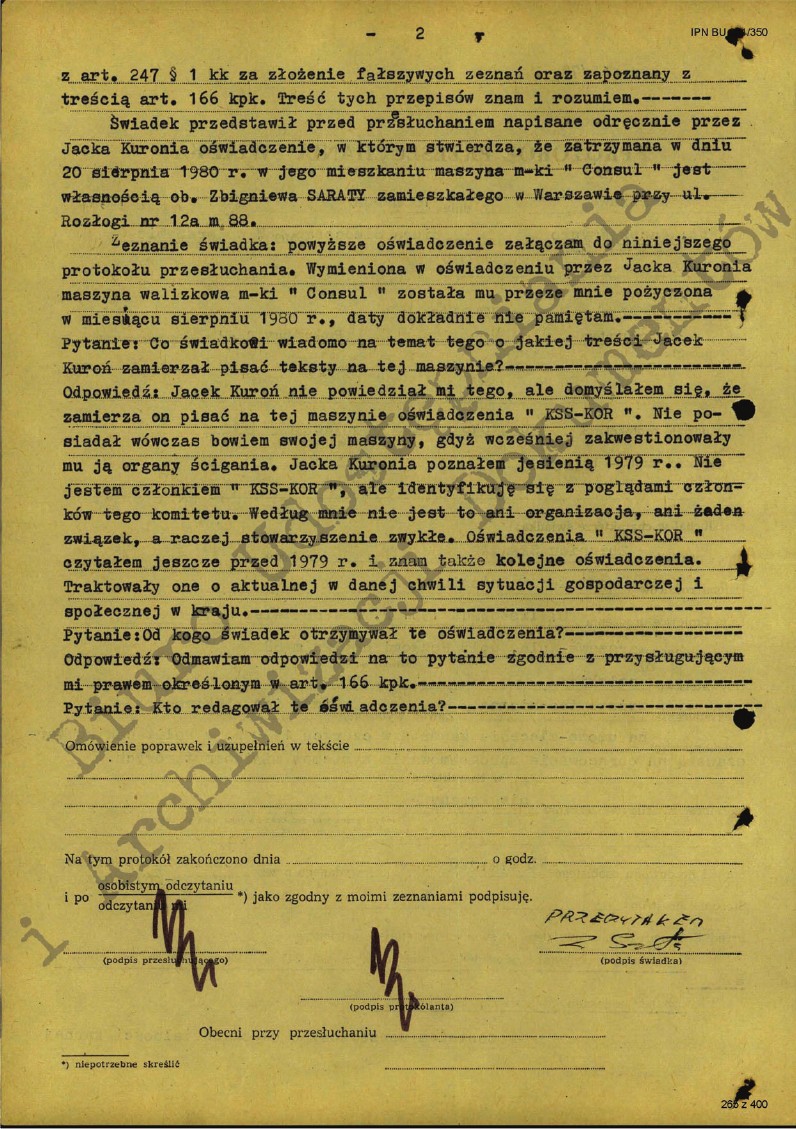 - 2 -
IPN BU /350
z art. 247 § 1 kk za złożenie fałszywych zeznań oraz zapoznany z
treścią art. 166 kpk. Treść tych przepisów znam i rozumiem.-------
Świadek przedstawił przed przesłuchaniem napisane odręcznie przez
Jacka Kuronia oświadczenie, w którym stwierdza, że zatrzymana w dniu
20 sierpnia 1980 r. w jego mieszkaniu maszyna m-ki " Consul " jest
własnością ob. Zbigniewa SARATY zamieszkałego w Warszawie przy ul.
Rozłogi nr 12a m 88.
Zeznanie świadka: powyższe oświadczenie załączam do niniejszego
protokołu przesłuchania. Wymieniona w oświadczeniu przez Jacka Kuronia
maszyna walizkowa m-ki " Consul " została mu przeze mnie pożyczona
w miesiącu sierpniu 1980 r., daty dokładnie nie pamiętam.-----------
Pytanie: Co świadkowi wiadomo na temat tego o jakiej treści Jacek
Kuroń zamierzał pisać teksty na tej maszynie?-----------------------
Odpowiedź: Jacek Kuroń nie powiedział mi tego, ale domyślałem się, że
zamierza on pisać na tej maszynie oświadczenia " KSS-KOR ". Nie po-
siadał wówczas bowiem swojej maszyny, gdyż wcześniej zakwestionowały
mu ją organy ścigania. Jacka Kuronia poznałem jesienią 1979 r.. Nie
jestem członkiem " KSS-KOR ", ale identyfikuję się z poglądami człon-
ków tego komitetu. Według mnie nie jest to ani organizacja, ani żaden
związek, a raczej stowarzyszenie zwykłe. Oświadczenia " KSS-KOR "
czytałem jeszcze przed 1979 r. i znam także kolejne oświadczenia.
Traktowały one o aktualnej w danej chwili sytuacji gospodarczej i
społecznej w kraju.--------------------------------------------------
Pytanie:Od kogo świadek otrzymywał te oświadczenia?-----------------
Odpowiedź: Odmawiam odpowiedzi na to pytanie zgodnie z przysługującym
mi prawem określonym w art. 166 kpk.---------------------------------
Pytanie: Kto redagował te oświadczenia?------------------------------
Omówienie poprawek i uzupełnień w tekście
Na tym protokół zakończono dnia o godz.
i po osobistym odczytaniu
odczytaniu mi *) jako zgodny z moimi zeznaniami podpisuję.
PRZECZYTAŁEM
(podpis przesłuchującego)
(podpis świadka)
(podpis protokólanta)
Obecni przy przesłuchaniu
*) niepotrzebne skreślić
265 z 400
Biuro Udostępniania
i Archiwizacji Dokumentów